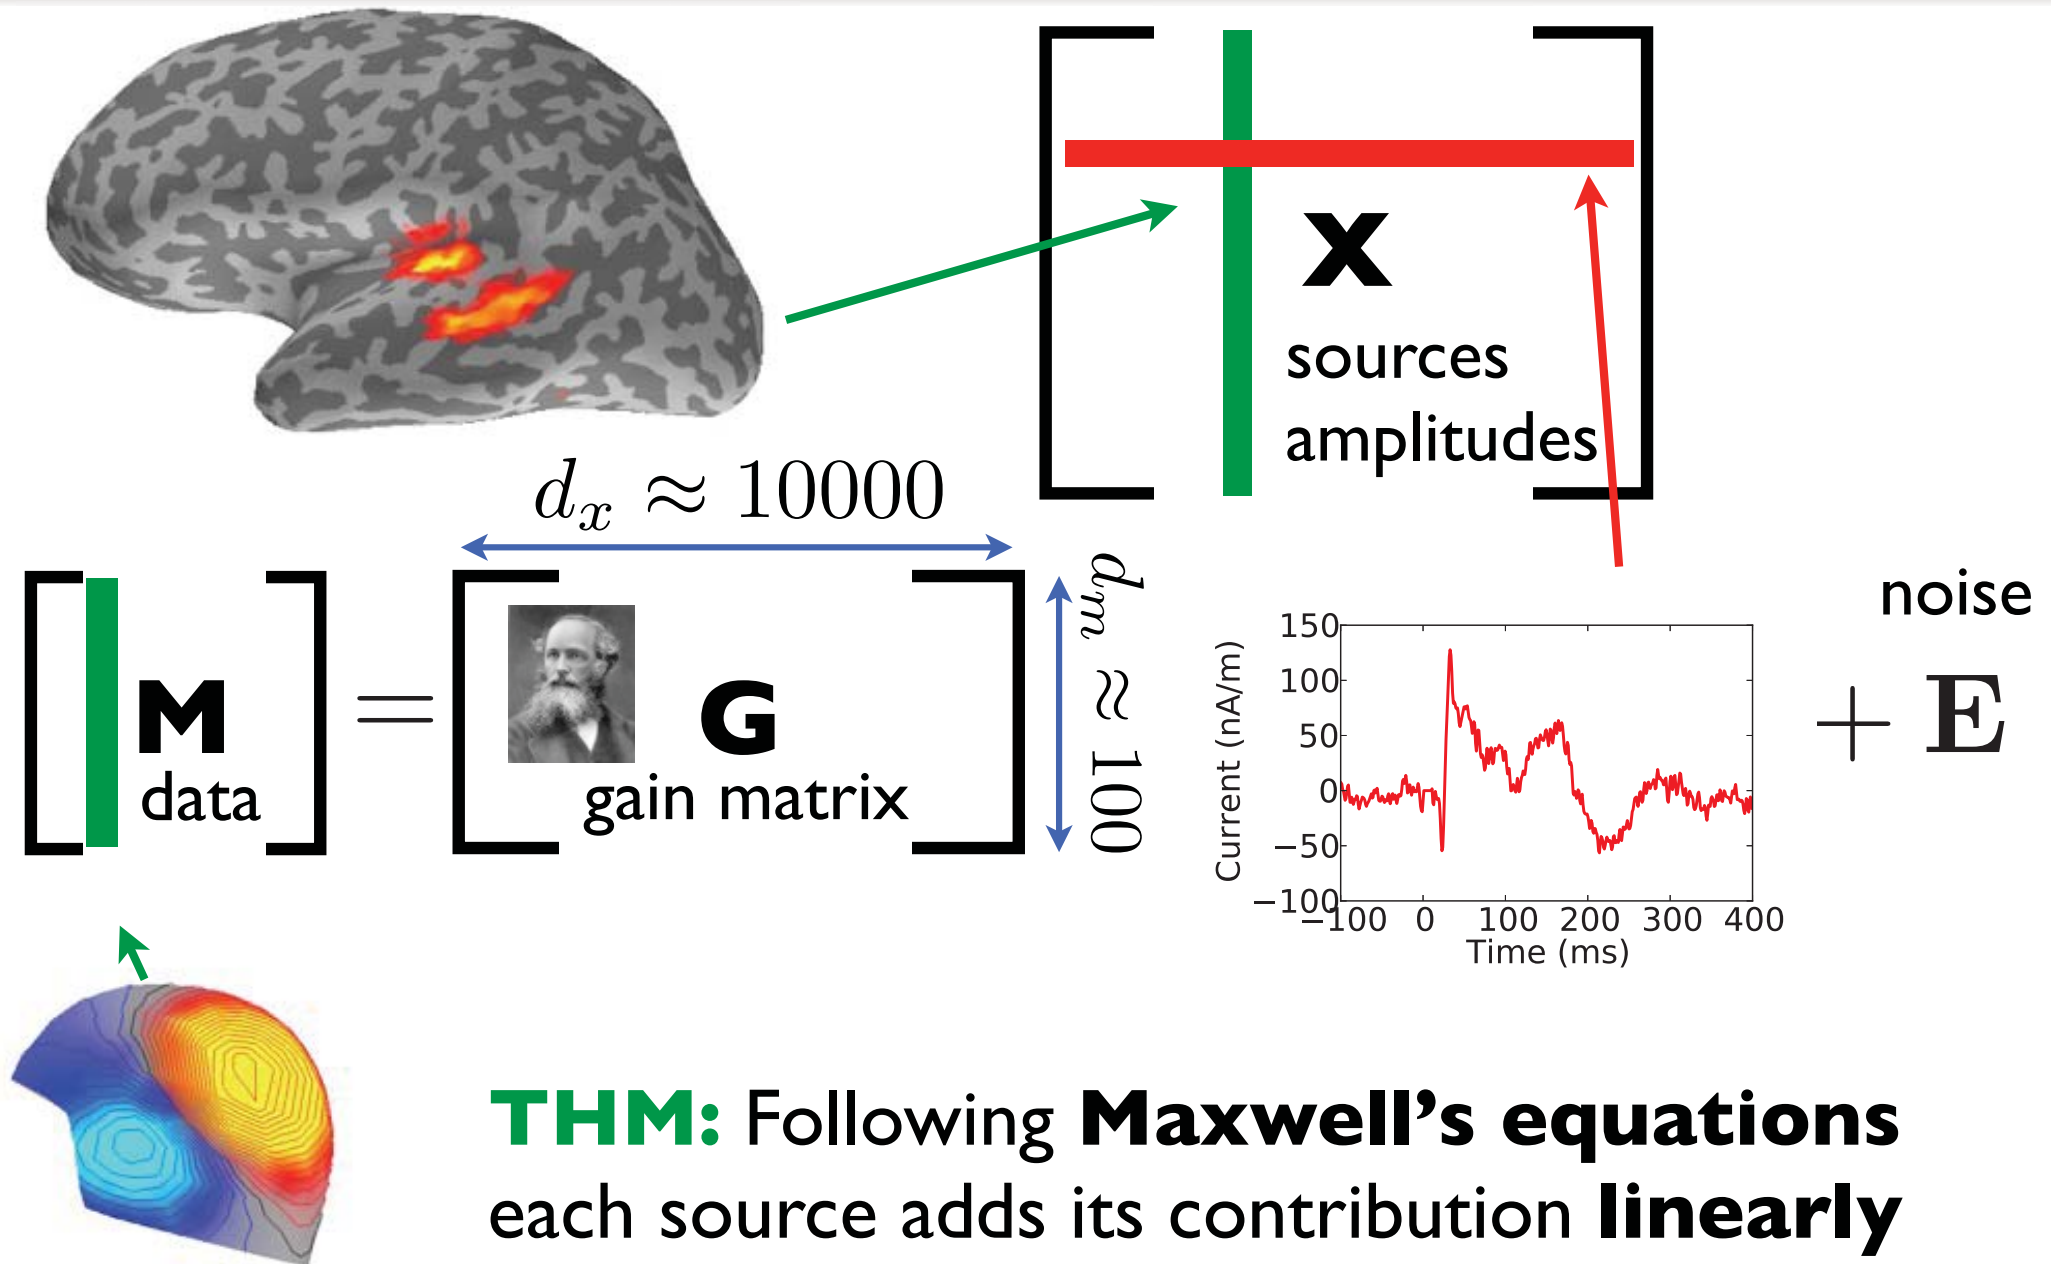 X
sources
amplitudes
d_x ≈ 10000
d_m ≈ 100
M
data
=
G
gain matrix
noise
+ E
150
100
50
0
−50
−100
Current (nA/m)
−100 0 100 200 300 400
Time (ms)
THM: Following Maxwell's equations
each source adds its contribution linearly